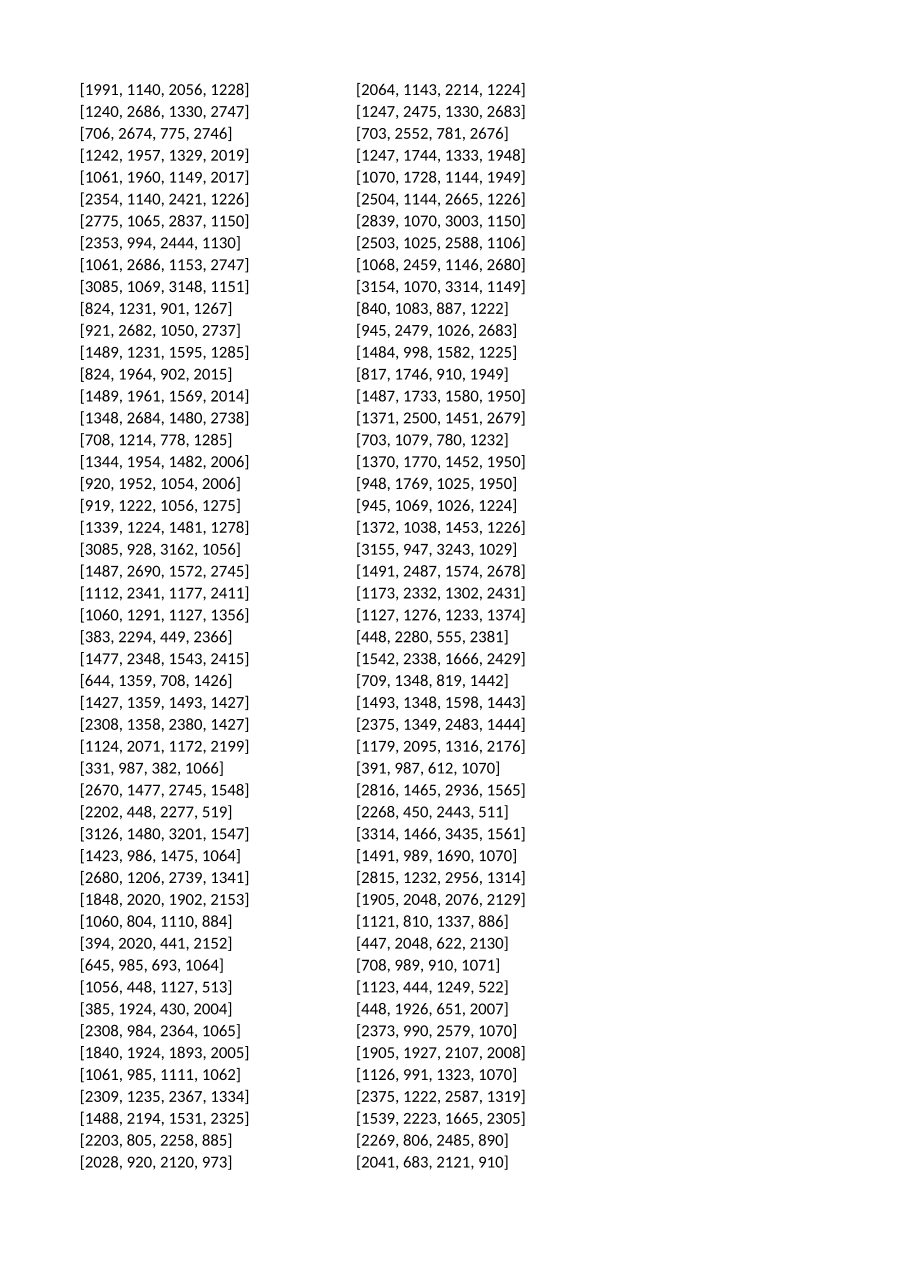 [1991, 1140, 2056, 1228] [2064, 1143, 2214, 1224]
[1240, 2686, 1330, 2747] [1247, 2475, 1330, 2683]
[706, 2674, 775, 2746] [703, 2552, 781, 2676]
[1242, 1957, 1329, 2019] [1247, 1744, 1333, 1948]
[1061, 1960, 1149, 2017] [1070, 1728, 1144, 1949]
[2354, 1140, 2421, 1226] [2504, 1144, 2665, 1226]
[2775, 1065, 2837, 1150] [2839, 1070, 3003, 1150]
[2353, 994, 2444, 1130] [2503, 1025, 2588, 1106]
[1061, 2686, 1153, 2747] [1068, 2459, 1146, 2680]
[3085, 1069, 3148, 1151] [3154, 1070, 3314, 1149]
[824, 1231, 901, 1267] [840, 1083, 887, 1222]
[921, 2682, 1050, 2737] [945, 2479, 1026, 2683]
[1489, 1231, 1595, 1285] [1484, 998, 1582, 1225]
[824, 1964, 902, 2015] [817, 1746, 910, 1949]
[1489, 1961, 1569, 2014] [1487, 1733, 1580, 1950]
[1348, 2684, 1480, 2738] [1371, 2500, 1451, 2679]
[708, 1214, 778, 1285] [703, 1079, 780, 1232]
[1344, 1954, 1482, 2006] [1370, 1770, 1452, 1950]
[920, 1952, 1054, 2006] [948, 1769, 1025, 1950]
[919, 1222, 1056, 1275] [945, 1069, 1026, 1224]
[1339, 1224, 1481, 1278] [1372, 1038, 1453, 1226]
[3085, 928, 3162, 1056] [3155, 947, 3243, 1029]
[1487, 2690, 1572, 2745] [1491, 2487, 1574, 2678]
[1112, 2341, 1177, 2411] [1173, 2332, 1302, 2431]
[1060, 1291, 1127, 1356] [1127, 1276, 1233, 1374]
[383, 2294, 449, 2366] [448, 2280, 555, 2381]
[1477, 2348, 1543, 2415] [1542, 2338, 1666, 2429]
[644, 1359, 708, 1426] [709, 1348, 819, 1442]
[1427, 1359, 1493, 1427] [1493, 1348, 1598, 1443]
[2308, 1358, 2380, 1427] [2375, 1349, 2483, 1444]
[1124, 2071, 1172, 2199] [1179, 2095, 1316, 2176]
[331, 987, 382, 1066] [391, 987, 612, 1070]
[2670, 1477, 2745, 1548] [2816, 1465, 2936, 1565]
[2202, 448, 2277, 519] [2268, 450, 2443, 511]
[3126, 1480, 3201, 1547] [3314, 1466, 3435, 1561]
[1423, 986, 1475, 1064] [1491, 989, 1690, 1070]
[2680, 1206, 2739, 1341] [2815, 1232, 2956, 1314]
[1848, 2020, 1902, 2153] [1905, 2048, 2076, 2129]
[1060, 804, 1110, 884] [1121, 810, 1337, 886]
[394, 2020, 441, 2152] [447, 2048, 622, 2130]
[645, 985, 693, 1064] [708, 989, 910, 1071]
[1056, 448, 1127, 513] [1123, 444, 1249, 522]
[385, 1924, 430, 2004] [448, 1926, 651, 2007]
[2308, 984, 2364, 1065] [2373, 990, 2579, 1070]
[1840, 1924, 1893, 2005] [1905, 1927, 2107, 2008]
[1061, 985, 1111, 1062] [1126, 991, 1323, 1070]
[2309, 1235, 2367, 1334] [2375, 1222, 2587, 1319]
[1488, 2194, 1531, 2325] [1539, 2223, 1665, 2305]
[2203, 805, 2258, 885] [2269, 806, 2485, 890]
[2028, 920, 2120, 973] [2041, 683, 2121, 910]